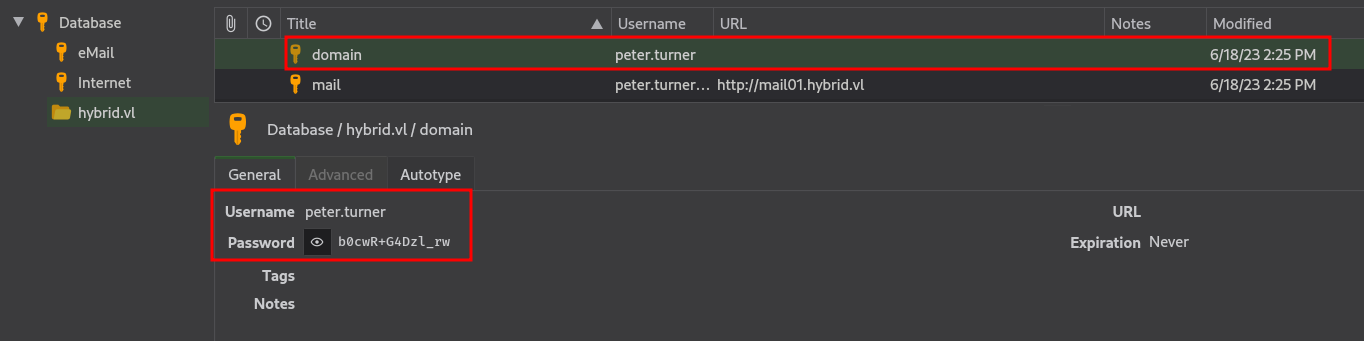 Database
eMail
Internet
hybrid.vl
Title Username URL Notes Modified
domain peter.turner 6/18/23 2:25 PM
mail peter.turner... http://mail01.hybrid.vl 6/18/23 2:25 PM
Database / hybrid.vl / domain
General Advanced Autotype
Username peter.turner URL
Password b0cwR+G4Dzl_rw Expiration Never
Tags
Notes